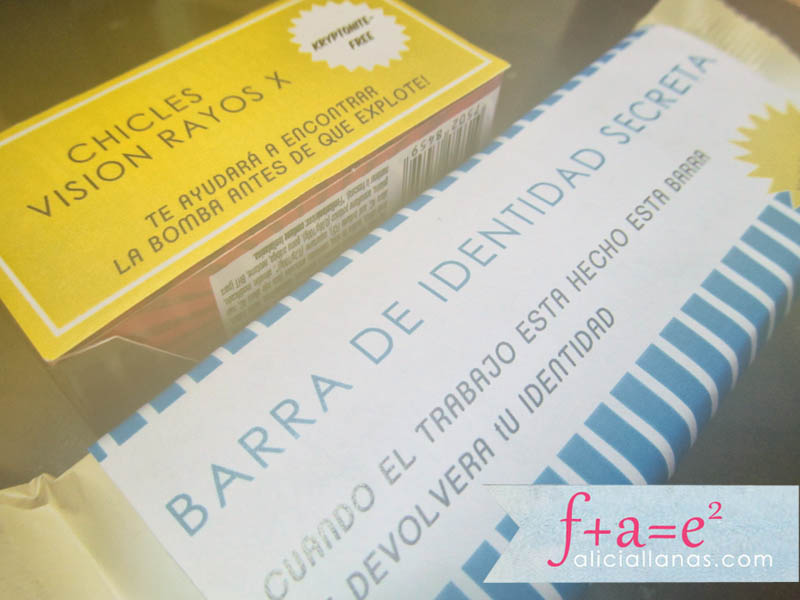 CHICLES
VISION RAYOS X
TE AYUDARÁ A ENCONTRAR
LA BOMBA ANTES DE QUE EXPLOTE!
KRYPTONITE-
FREE
BARRA DE IDENTIDAD SECRETA
CUANDO EL TRABAJO ESTA HECHO ESTA BARRA
DEVOLVERA tU IDENTIDAD
f+a=e²
aliciallanas.com